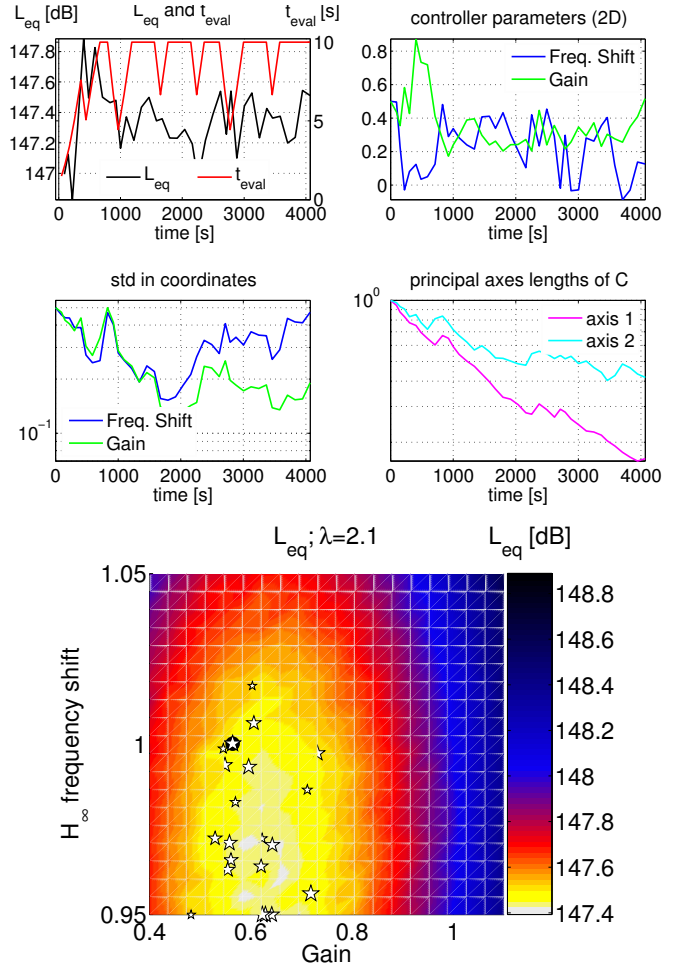 L_eq [dB] L_eq and t_eval t_eval [s]
147.8
147.6
147.4
147.2
147
10
5
0
L_eq t_eval
0 1000 2000 3000 4000
time [s]
controller parameters (2D)
0.8
0.6
0.4
0.2
0
Freq. Shift
Gain
0 1000 2000 3000 4000
time [s]
std in coordinates
10^-1
Freq. Shift
Gain
0 1000 2000 3000 4000
time [s]
principal axes lengths of C
10^0
axis 1
axis 2
0 1000 2000 3000 4000
time [s]
L_eq; λ=2.1
L_eq [dB]
1.05
1
0.95
H_∞ frequency shift
0.4 0.6 0.8 1
Gain
148.8
148.6
148.4
148.2
148
147.8
147.6
147.4